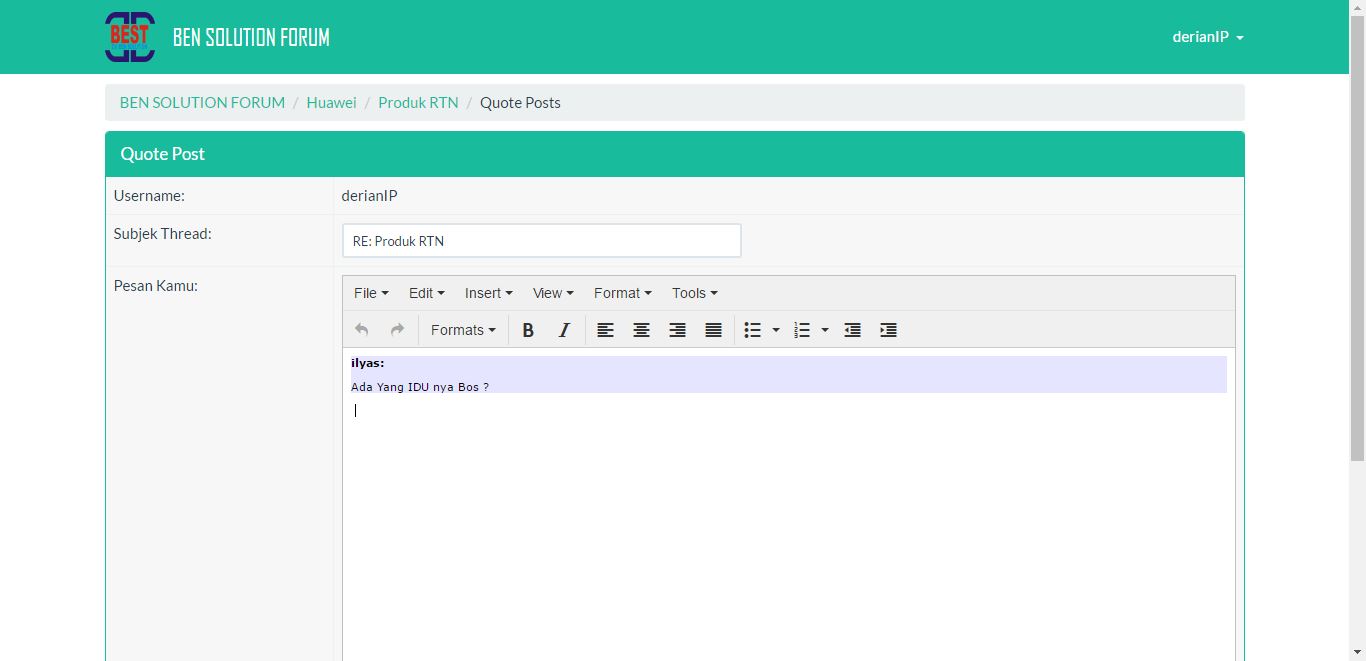 BEST
BEN SOLUTION FORUM
derianIP
BEN SOLUTION FORUM / Huawei / Produk RTN / Quote Posts
Quote Post
Username: derianIP
Subjek Thread: RE: Produk RTN
Pesan Kamu:
File Edit Insert View Format Tools
Formats B I
ilyas:
Ada Yang IDU nya Bos ?